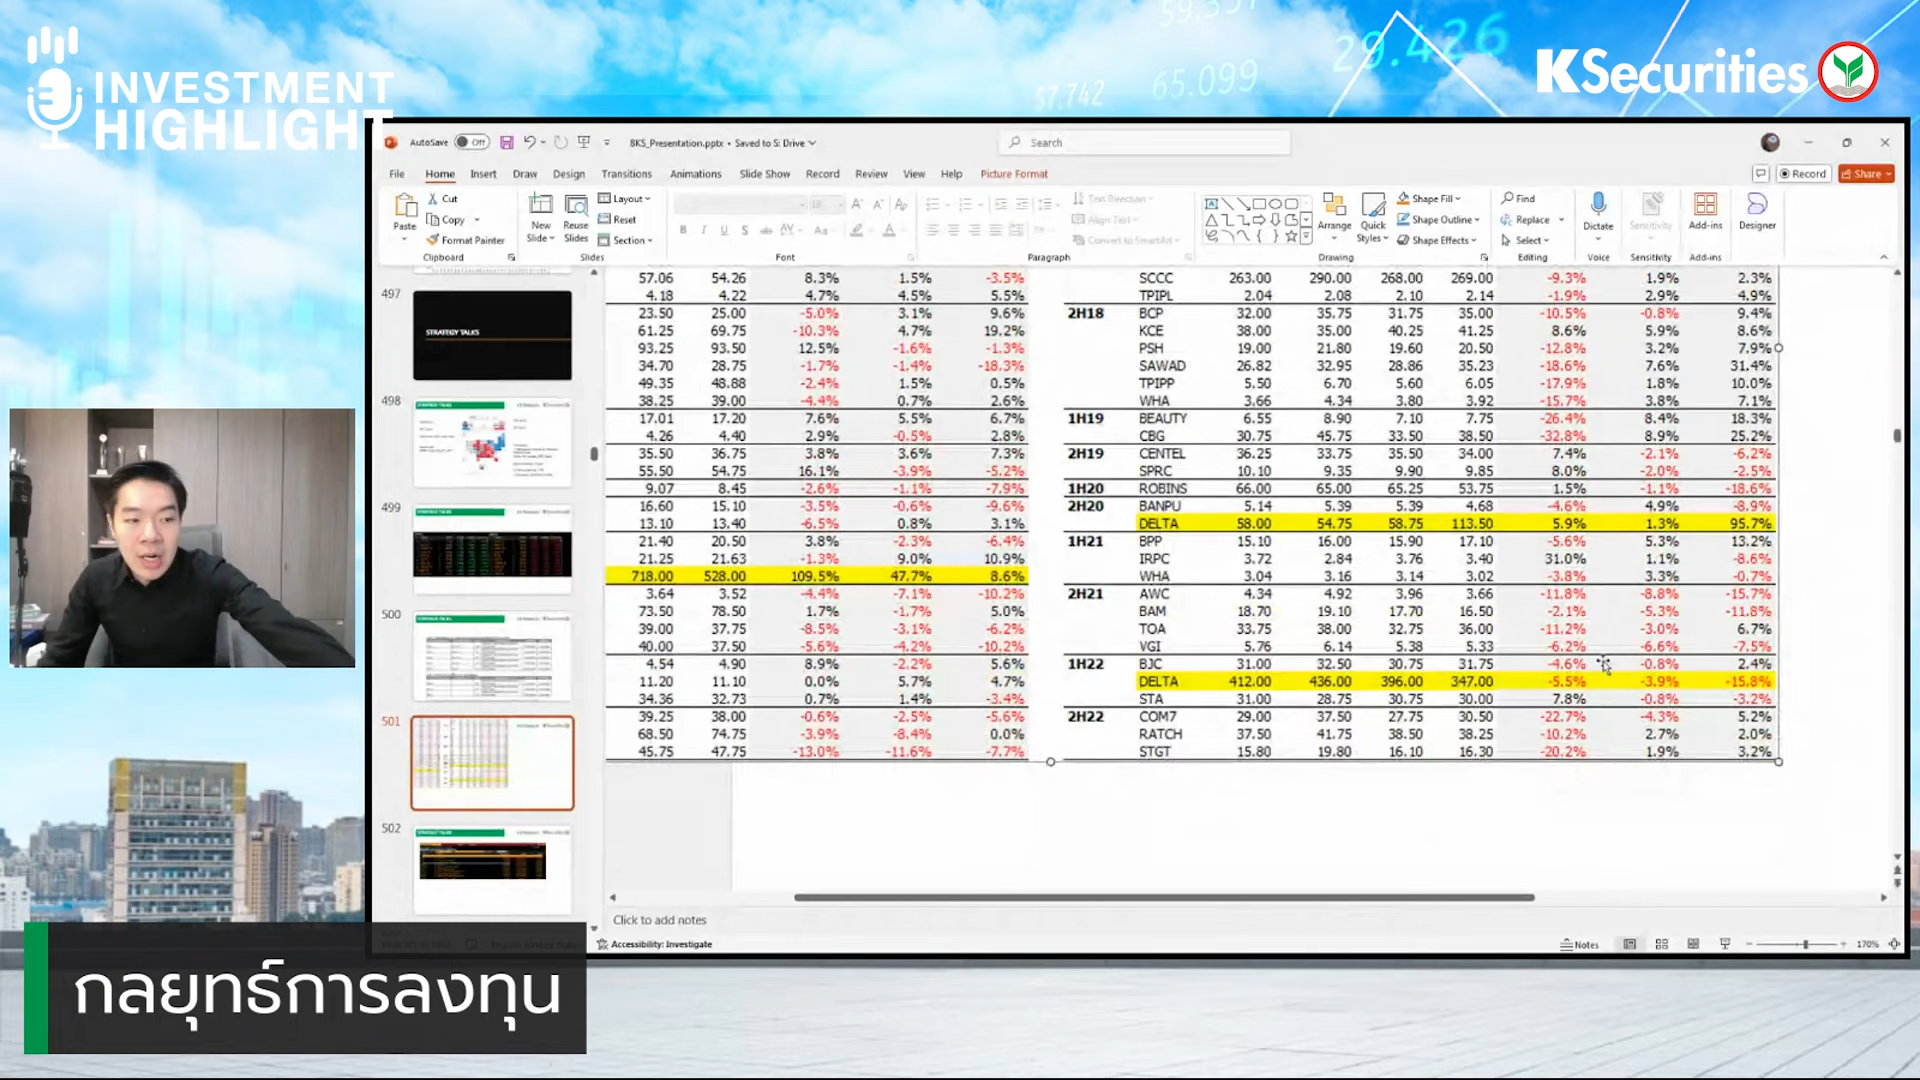 59.357
29.426
65.099
57.742
INVESTMENT
HIGHLIGHT
KSecurities
AutoSave Off 8KS_Presentation.pptx • Saved to S: Drive Search
File Home Insert Draw Design Transitions Animations Slide Show Record Review View Help Picture Format Record Share
Paste Cut Copy Format Painter Clipboard
New Slide Reuse Slides Layout Reset Section Slides
18 B I U S ab AV Aa A Font
Text Direction Align Text Convert to SmartArt Paragraph
Arrange Quick Styles Shape Fill Shape Outline Shape Effects Drawing
Find Replace Select Editing
Dictate Voice Sensitivity Sensitivity Add-ins Add-ins Designer
497
STRATEGY TALKS
498
499
500
501
502
57.06 54.26 8.3% 1.5% -3.5% SCCC 263.00 290.00 268.00 269.00 -9.3% 1.9% 2.3%
4.18 4.22 4.7% 4.5% 5.5% TPIPL 2.04 2.08 2.10 2.14 -1.9% 2.9% 4.9%
23.50 25.00 -5.0% 3.1% 9.6% 2H18 BCP 32.00 35.75 31.75 35.00 -10.5% -0.8% 9.4%
61.25 69.75 -10.3% 4.7% 19.2% KCE 38.00 35.00 40.25 41.25 8.6% 5.9% 8.6%
93.25 93.50 12.5% -1.6% -1.3% PSH 19.00 21.80 19.60 20.50 -12.8% 3.2% 7.9%
34.70 28.75 -1.7% -1.4% -18.3% SAWAD 26.82 32.95 28.86 35.23 -18.6% 7.6% 31.4%
49.35 48.88 -2.4% 1.5% 0.5% TPIPP 5.50 6.70 5.60 6.05 -17.9% 1.8% 10.0%
38.25 39.00 -4.4% 0.7% 2.6% WHA 3.66 4.34 3.80 3.92 -15.7% 3.8% 7.1%
17.01 17.20 7.6% 5.5% 6.7% 1H19 BEAUTY 6.55 8.90 7.10 7.75 -26.4% 8.4% 18.3%
4.26 4.40 2.9% -0.5% 2.8% CBG 30.75 45.75 33.50 38.50 -32.8% 8.9% 25.2%
35.50 36.75 3.8% 3.6% 7.3% 2H19 CENTEL 36.25 33.75 35.50 34.00 7.4% -2.1% -6.2%
55.50 54.75 16.1% -3.9% -5.2% SPRC 10.10 9.35 9.90 9.85 8.0% -2.0% -2.5%
9.07 8.45 -2.6% -1.1% -7.9% 1H20 ROBINS 66.00 65.00 65.25 53.75 1.5% -1.1% -18.6%
16.60 15.10 -3.5% -0.6% -9.6% 2H20 BANPU 5.14 5.39 5.39 4.68 -4.6% 4.9% -8.9%
13.10 13.40 -6.5% 0.8% 3.1% DELTA 58.00 54.75 58.75 113.50 5.9% 1.3% 95.7%
21.40 20.50 3.8% -2.3% -6.4% 1H21 BPP 15.10 16.00 15.90 17.10 -5.6% 5.3% 13.2%
21.25 21.63 -1.3% 9.0% 10.9% IRPC 3.72 2.84 3.76 3.40 31.0% 1.1% -8.6%
718.00 528.00 109.5% 47.7% 8.6% WHA 3.04 3.16 3.14 3.02 -3.8% 3.3% -0.7%
3.64 3.52 -4.4% -7.1% -10.2% 2H21 AWC 4.34 4.92 3.96 3.66 -11.8% -8.8% -15.7%
73.50 78.50 1.7% -1.7% 5.0% BAM 18.70 19.10 17.70 16.50 -2.1% -5.3% -11.8%
39.00 37.75 -8.5% -3.1% -6.2% TOA 33.75 38.00 32.75 36.00 -11.2% -3.0% 6.7%
40.00 37.50 -5.6% -4.2% -10.2% VGI 5.76 6.14 5.38 5.33 -6.2% -6.6% -7.5%
4.54 4.90 8.9% -2.2% 5.6% 1H22 BJC 31.00 32.50 30.75 31.75 -4.6% -0.8% 2.4%
11.20 11.10 0.0% 5.7% 4.7% DELTA 412.00 436.00 396.00 347.00 -5.5% -3.9% -15.8%
34.36 32.73 0.7% 1.4% -3.4% STA 31.00 28.75 30.75 30.00 7.8% -0.8% -3.2%
39.25 38.00 -0.6% -2.5% -5.6% 2H22 COM7 29.00 37.50 27.75 30.50 -22.7% -4.3% 5.2%
68.50 74.75 -3.9% -8.4% 0.0% RATCH 37.50 41.75 38.50 38.25 -10.2% 2.7% 2.0%
45.75 47.75 -13.0% -11.6% -7.7% STGT 15.80 19.80 16.10 16.30 -20.2% 1.9% 3.2%
Click to add notes
Accessibility: Investigate Notes 170%
กลยุทธ์การลงทุน